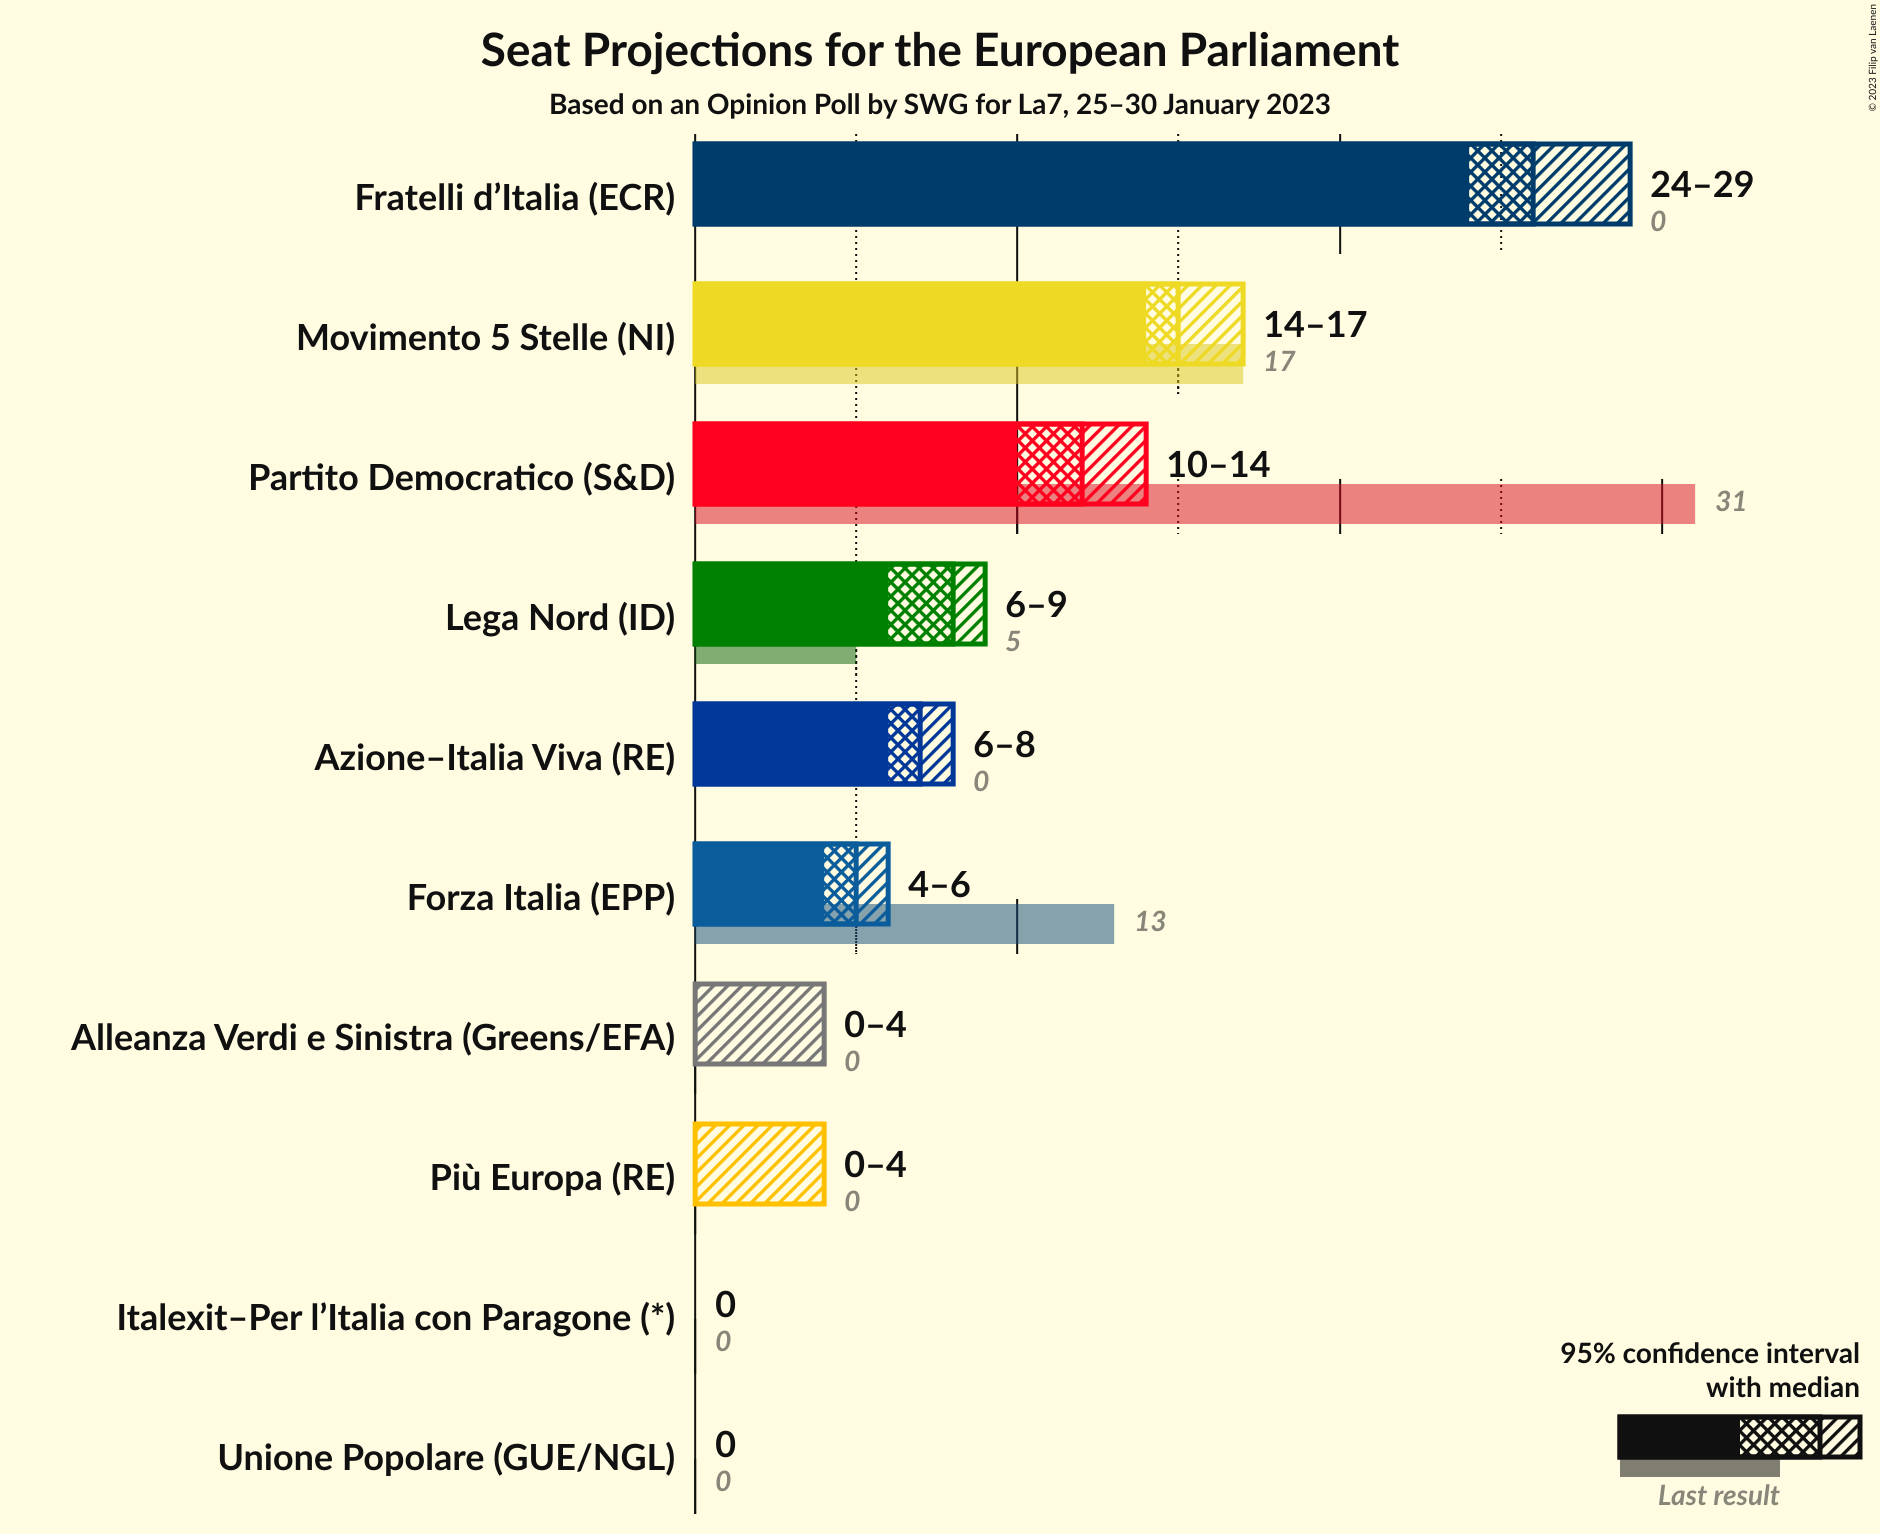 Seat Projections for the European Parliament
Based on an Opinion Poll by SWG for La7, 25–30 January 2023
© 2023 Filip van Laenen
Fratelli d’Italia (ECR)
24–29
0
Movimento 5 Stelle (NI)
14–17
17
Partito Democratico (S&D)
10–14
31
Lega Nord (ID)
6–9
5
Azione–Italia Viva (RE)
6–8
0
Forza Italia (EPP)
4–6
13
Alleanza Verdi e Sinistra (Greens/EFA)
0–4
0
Più Europa (RE)
0–4
0
Italexit–Per l’Italia con Paragone (*)
0
0
Unione Popolare (GUE/NGL)
0
0
95% confidence interval
with median
Last result